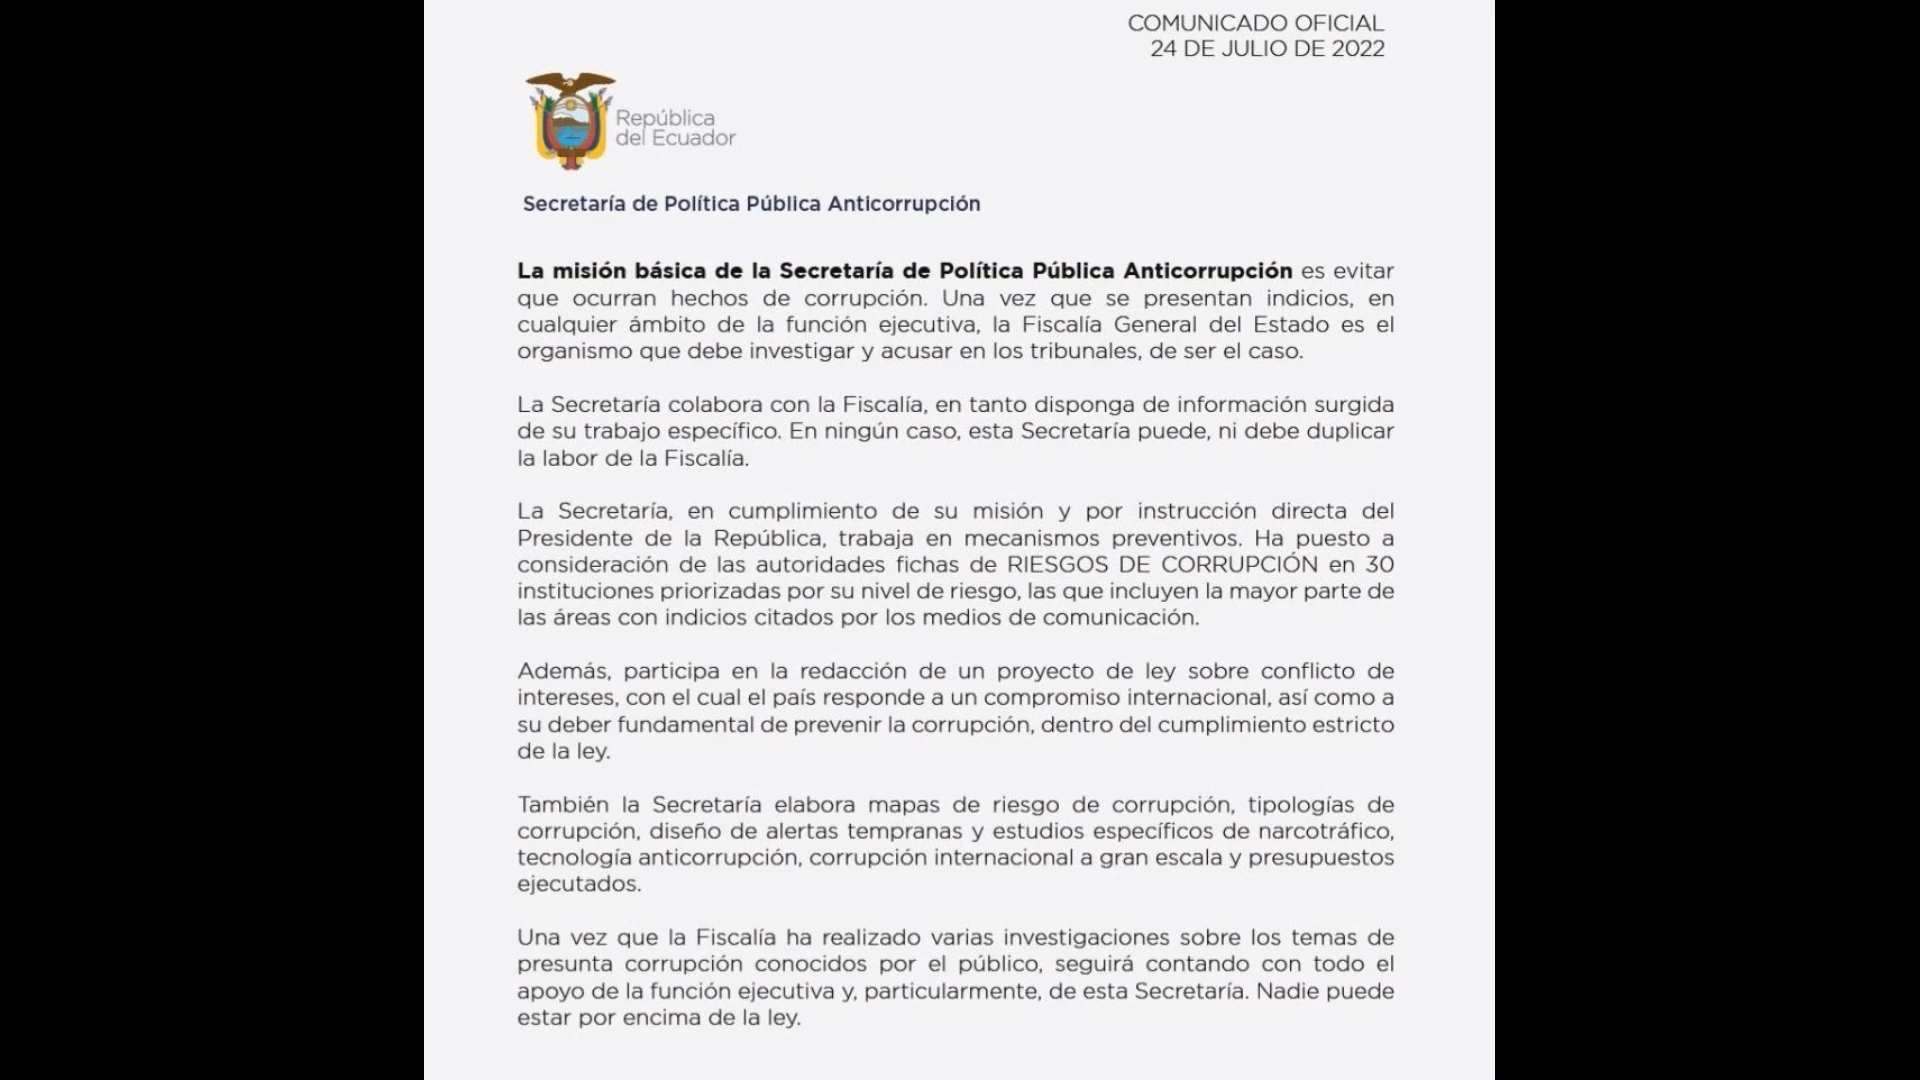 COMUNICADO OFICIAL
24 DE JULIO DE 2022
República
del Ecuador
Secretaría de Política Pública Anticorrupción
La misión básica de la Secretaría de Política Pública Anticorrupción es evitar
que ocurran hechos de corrupción. Una vez que se presentan indicios, en
cualquier ámbito de la función ejecutiva, la Fiscalía General del Estado es el
organismo que debe investigar y acusar en los tribunales, de ser el caso.
La Secretaría colabora con la Fiscalía, en tanto disponga de información surgida
de su trabajo específico. En ningún caso, esta Secretaría puede, ni debe duplicar
la labor de la Fiscalía.
La Secretaría, en cumplimiento de su misión y por instrucción directa del
Presidente de la República, trabaja en mecanismos preventivos. Ha puesto a
consideración de las autoridades fichas de RIESGOS DE CORRUPCIÓN en 30
instituciones priorizadas por su nivel de riesgo, las que incluyen la mayor parte de
las áreas con indicios citados por los medios de comunicación.
Además, participa en la redacción de un proyecto de ley sobre conflicto de
intereses, con el cual el país responde a un compromiso internacional, así como a
su deber fundamental de prevenir la corrupción, dentro del cumplimiento estricto
de la ley.
También la Secretaría elabora mapas de riesgo de corrupción, tipologías de
corrupción, diseño de alertas tempranas y estudios específicos de narcotráfico,
tecnología anticorrupción, corrupción internacional a gran escala y presupuestos
ejecutados.
Una vez que la Fiscalía ha realizado varias investigaciones sobre los temas de
presunta corrupción conocidos por el público, seguirá contando con todo el
apoyo de la función ejecutiva y, particularmente, de esta Secretaría. Nadie puede
estar por encima de la ley.